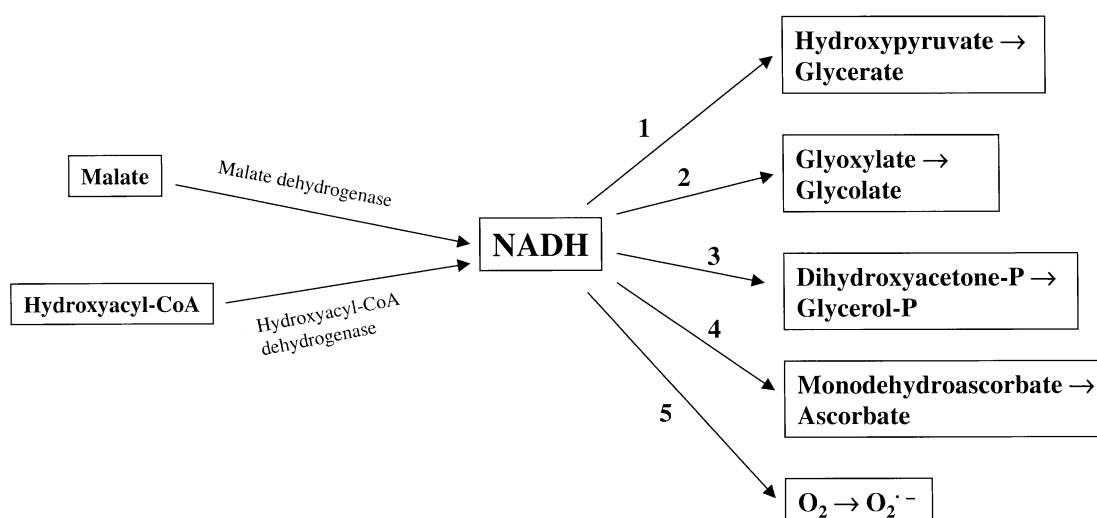 Hydroxypyruvate →
Glycerate
1
Malate
Malate dehydrogenase
Glyoxylate →
Glycolate
2
NADH
3
Dihydroxyacetone-P →
Glycerol-P
Hydroxyacyl-CoA
Hydroxyacyl-CoA
dehydrogenase
4
Monodehydroascorbate →
Ascorbate
5
O₂ → O₂˙⁻